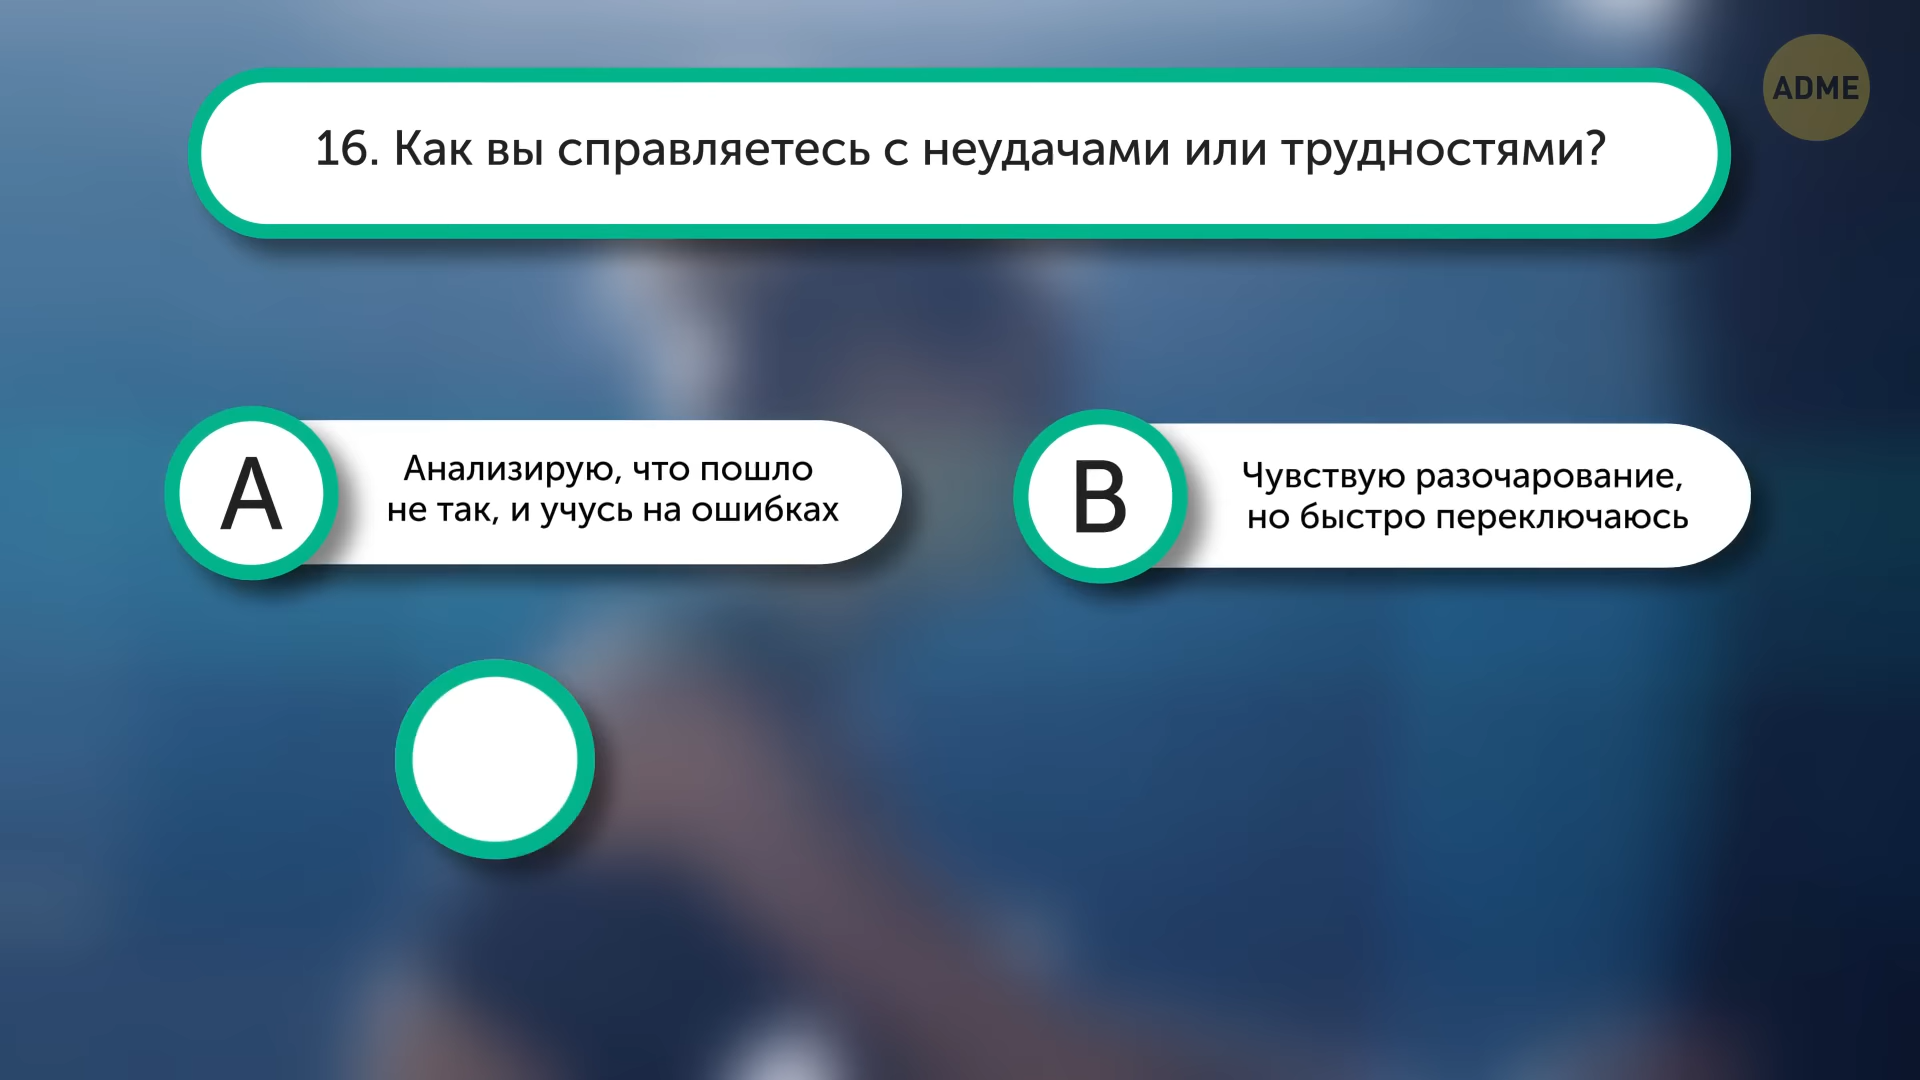 ADME
16. Как вы справляетесь с неудачами или трудностями?
A
Анализирую, что пошло
не так, и учусь на ошибках
B
Чувствую разочарование,
но быстро переключаюсь